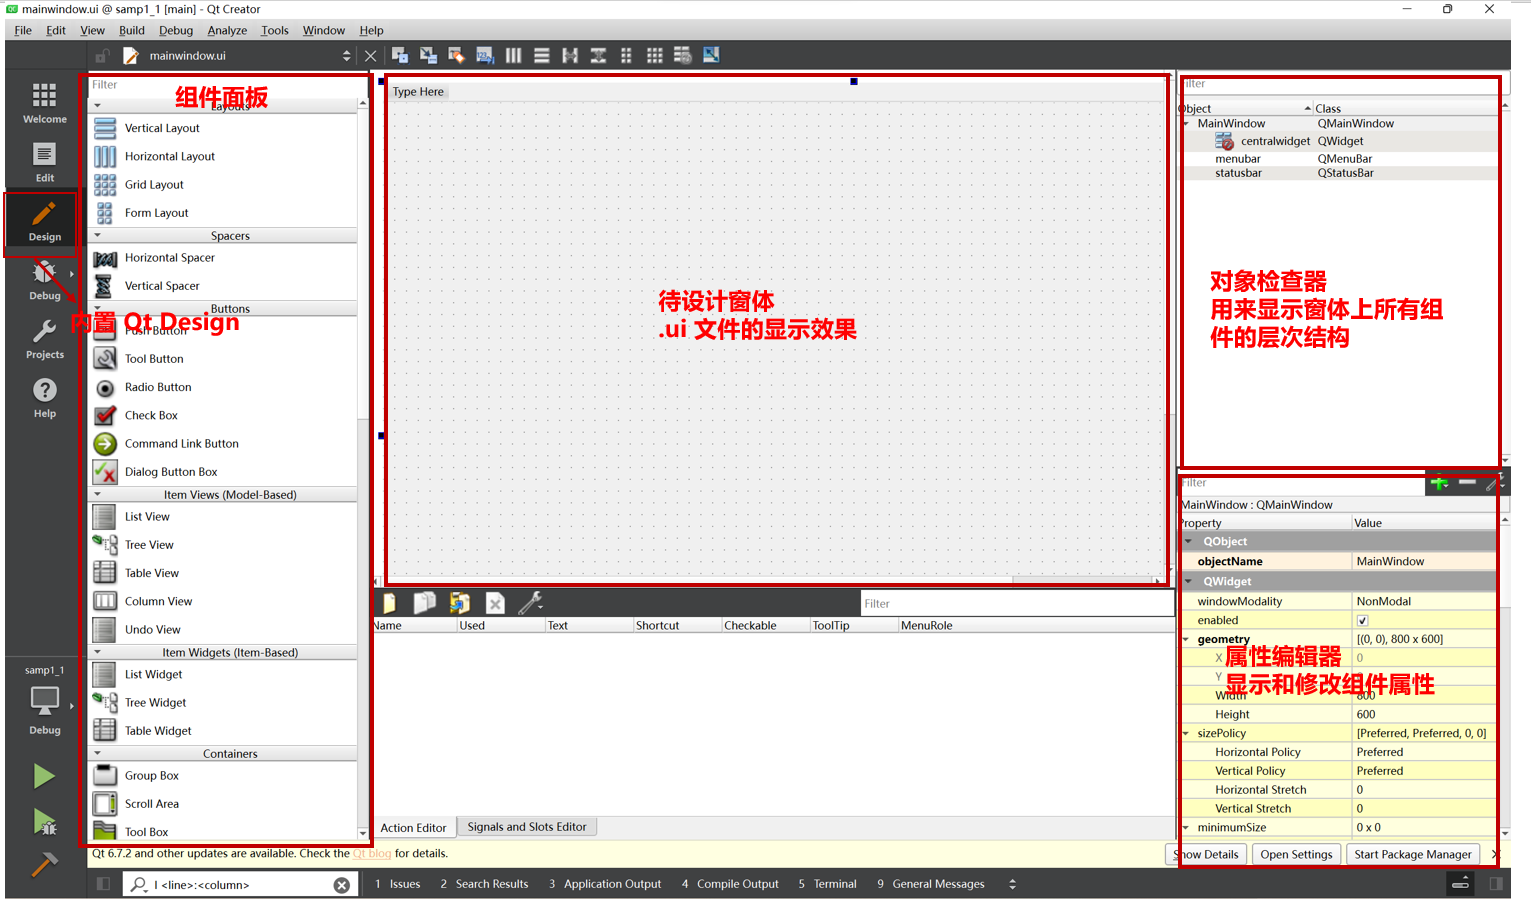 mainwindow.ui @ samp1_1 [main] - Qt Creator
File Edit View Build Debug Analyze Tools Window Help
mainwindow.ui
Welcome
Edit
Design
Debug
Projects
Help
samp1_1
Debug
Filter
组件面板
Layouts
Vertical Layout
Horizontal Layout
Grid Layout
Form Layout
Spacers
Horizontal Spacer
Vertical Spacer
Buttons
内置 Qt Design
Push Button
Tool Button
Radio Button
Check Box
Command Link Button
Dialog Button Box
Item Views (Model-Based)
List View
Tree View
Table View
Column View
Undo View
Item Widgets (Item-Based)
List Widget
Tree Widget
Table Widget
Containers
Group Box
Scroll Area
Tool Box
Type Here
待设计窗体
.ui 文件的显示效果
Filter
Name Used Text Shortcut Checkable ToolTip MenuRole
Action Editor Signals and Slots Editor
Filter
Object Class
MainWindow QMainWindow
centralwidget QWidget
menubar QMenuBar
statusbar QStatusBar
对象检查器
用来显示窗体上所有组
件的层次结构
Filter
MainWindow : QMainWindow
Property Value
QObject
objectName MainWindow
QWidget
windowModality NonModal
enabled
geometry [(0, 0), 800 x 600]
X 0
Y
属性编辑器
显示和修改组件属性
Width 800
Height 600
sizePolicy [Preferred, Preferred, 0, 0]
Horizontal Policy Preferred
Vertical Policy Preferred
Horizontal Stretch 0
Vertical Stretch 0
minimumSize 0 x 0
Qt 6.7.2 and other updates are available. Check the Qt blog for details.
Show Details Open Settings Start Package Manager
l <line>:<column>
1 Issues 2 Search Results 3 Application Output 4 Compile Output 5 Terminal 9 General Messages